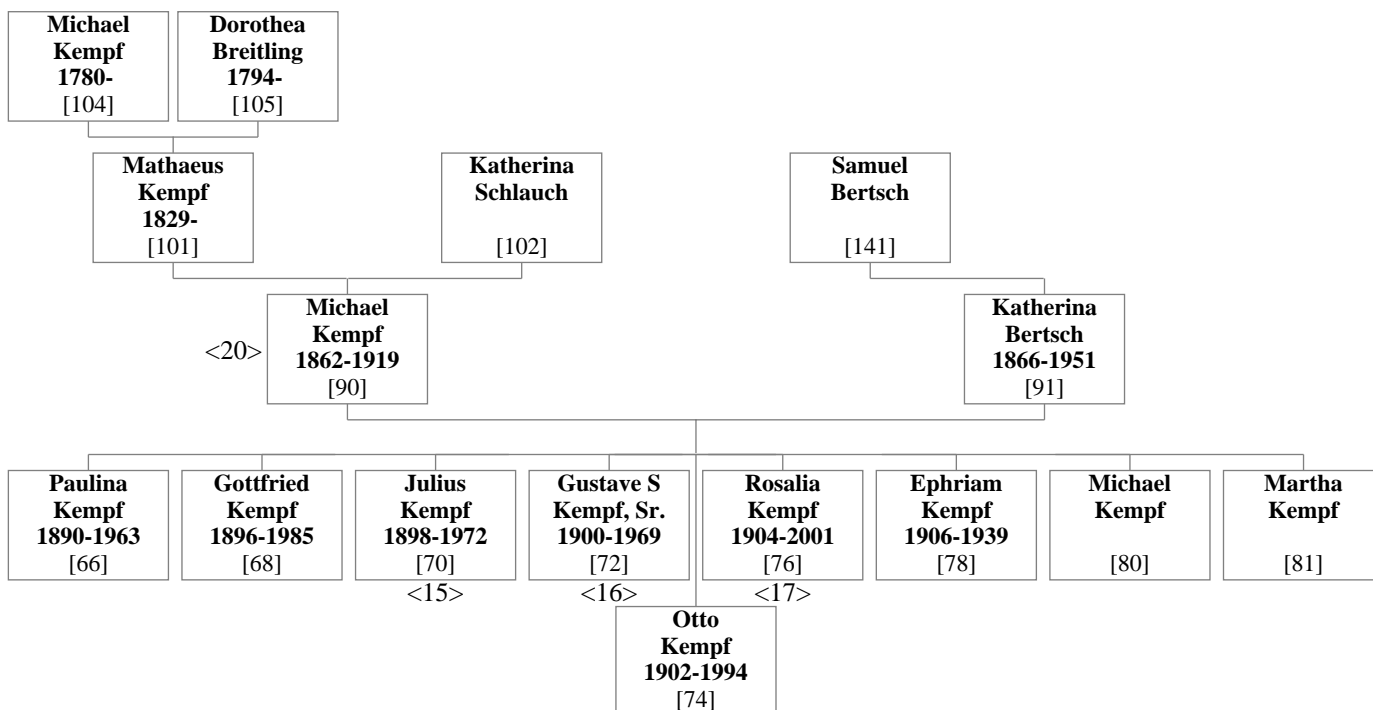 Michael
Kempf
1780-
[104]
Dorothea
Breitling
1794-
[105]
Mathaeus
Kempf
1829-
[101]
Katherina
Schlauch
[102]
Samuel
Bertsch
[141]
<20>
Michael
Kempf
1862-1919
[90]
Katherina
Bertsch
1866-1951
[91]
Paulina
Kempf
1890-1963
[66]
Gottfried
Kempf
1896-1985
[68]
Julius
Kempf
1898-1972
[70]
<15>
Gustave S
Kempf, Sr.
1900-1969
[72]
<16>
Rosalia
Kempf
1904-2001
[76]
<17>
Ephriam
Kempf
1906-1939
[78]
Michael
Kempf
[80]
Martha
Kempf
[81]
Otto
Kempf
1902-1994
[74]